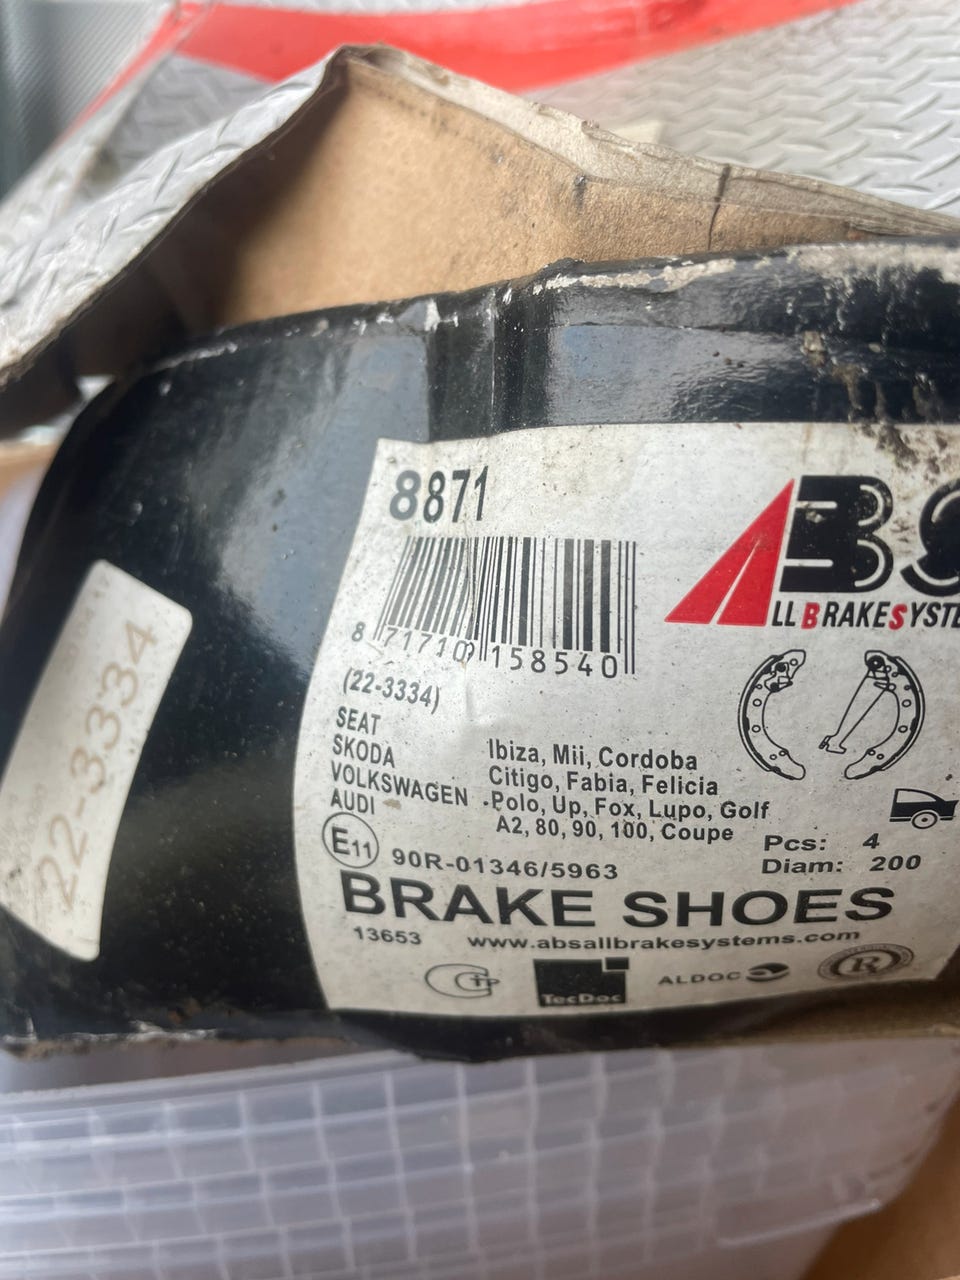 8871
ABS
ALL BRAKE SYSTE
8 717109 158540
(22-3334)
SEAT Ibiza, Mii, Cordoba
SKODA Citigo, Fabia, Felicia
VOLKSWAGEN Polo, Up, Fox, Lupo, Golf
AUDI A2, 80, 90, 100, Coupe
Pcs: 4
Diam: 200
E11 90R-01346/5963
BRAKE SHOES
13653 www.absallbrakesystems.com
TecDoc
ALDOC
R
22-3334